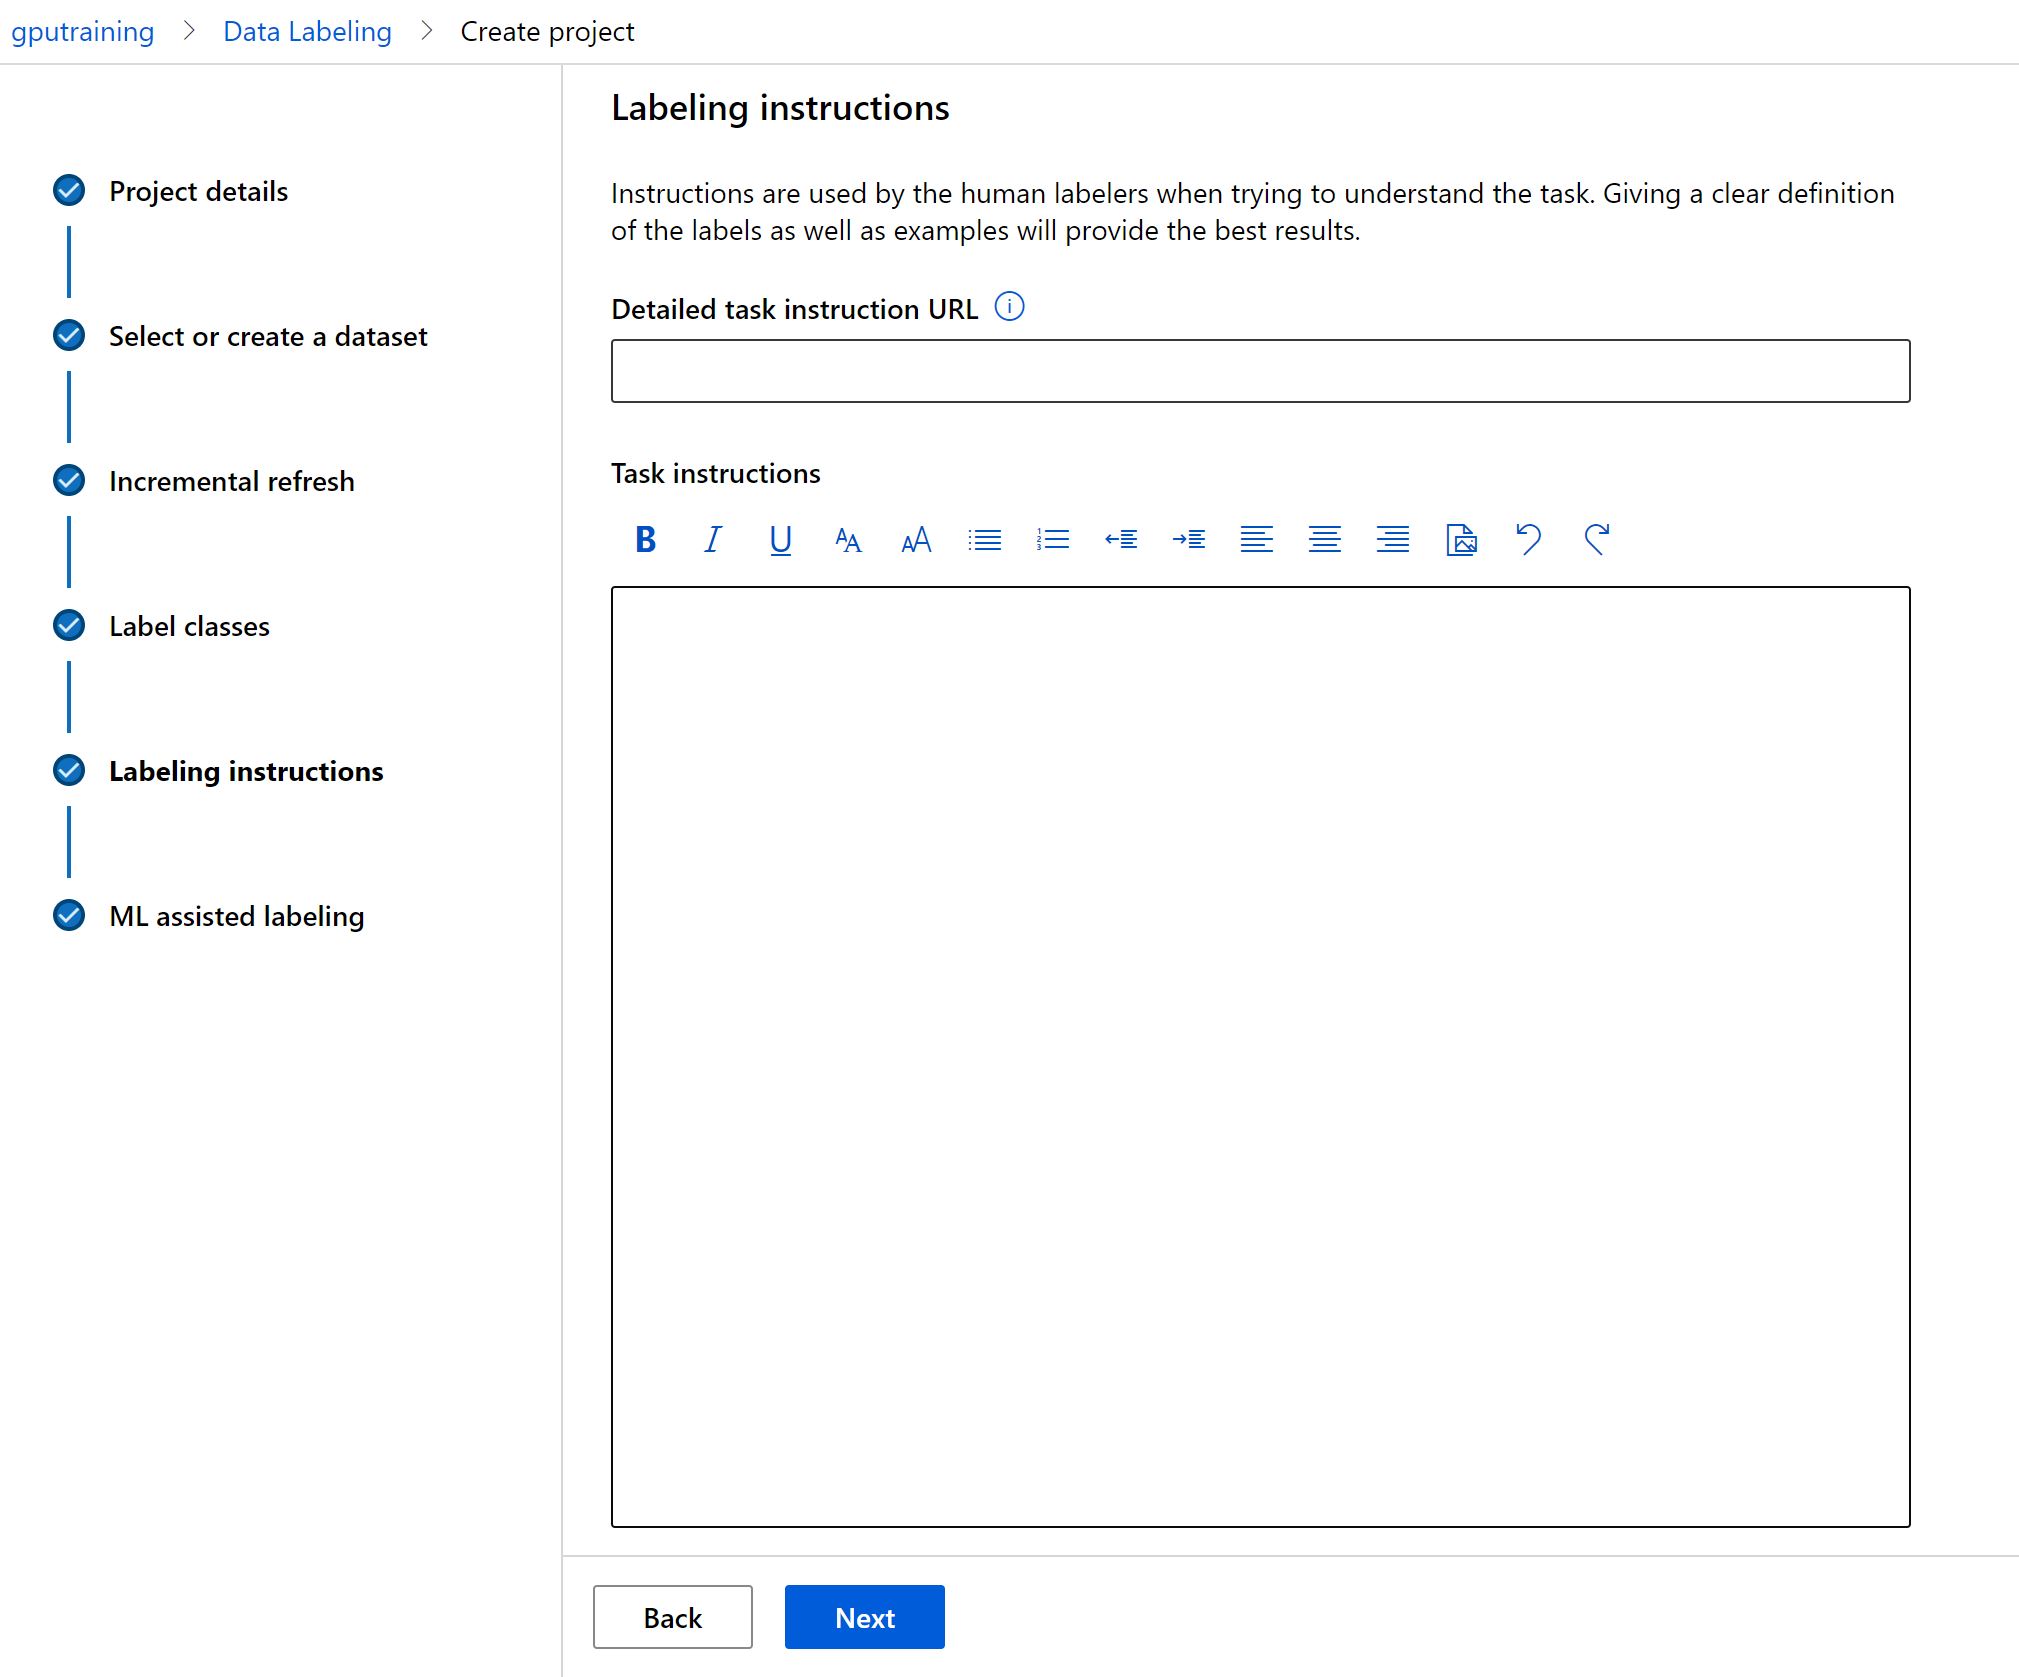 gputraining > Data Labeling > Create project
Project details
Select or create a dataset
Incremental refresh
Label classes
Labeling instructions
ML assisted labeling
Labeling instructions
Instructions are used by the human labelers when trying to understand the task. Giving a clear definition
of the labels as well as examples will provide the best results.
Detailed task instruction URL
Task instructions
Back
Next